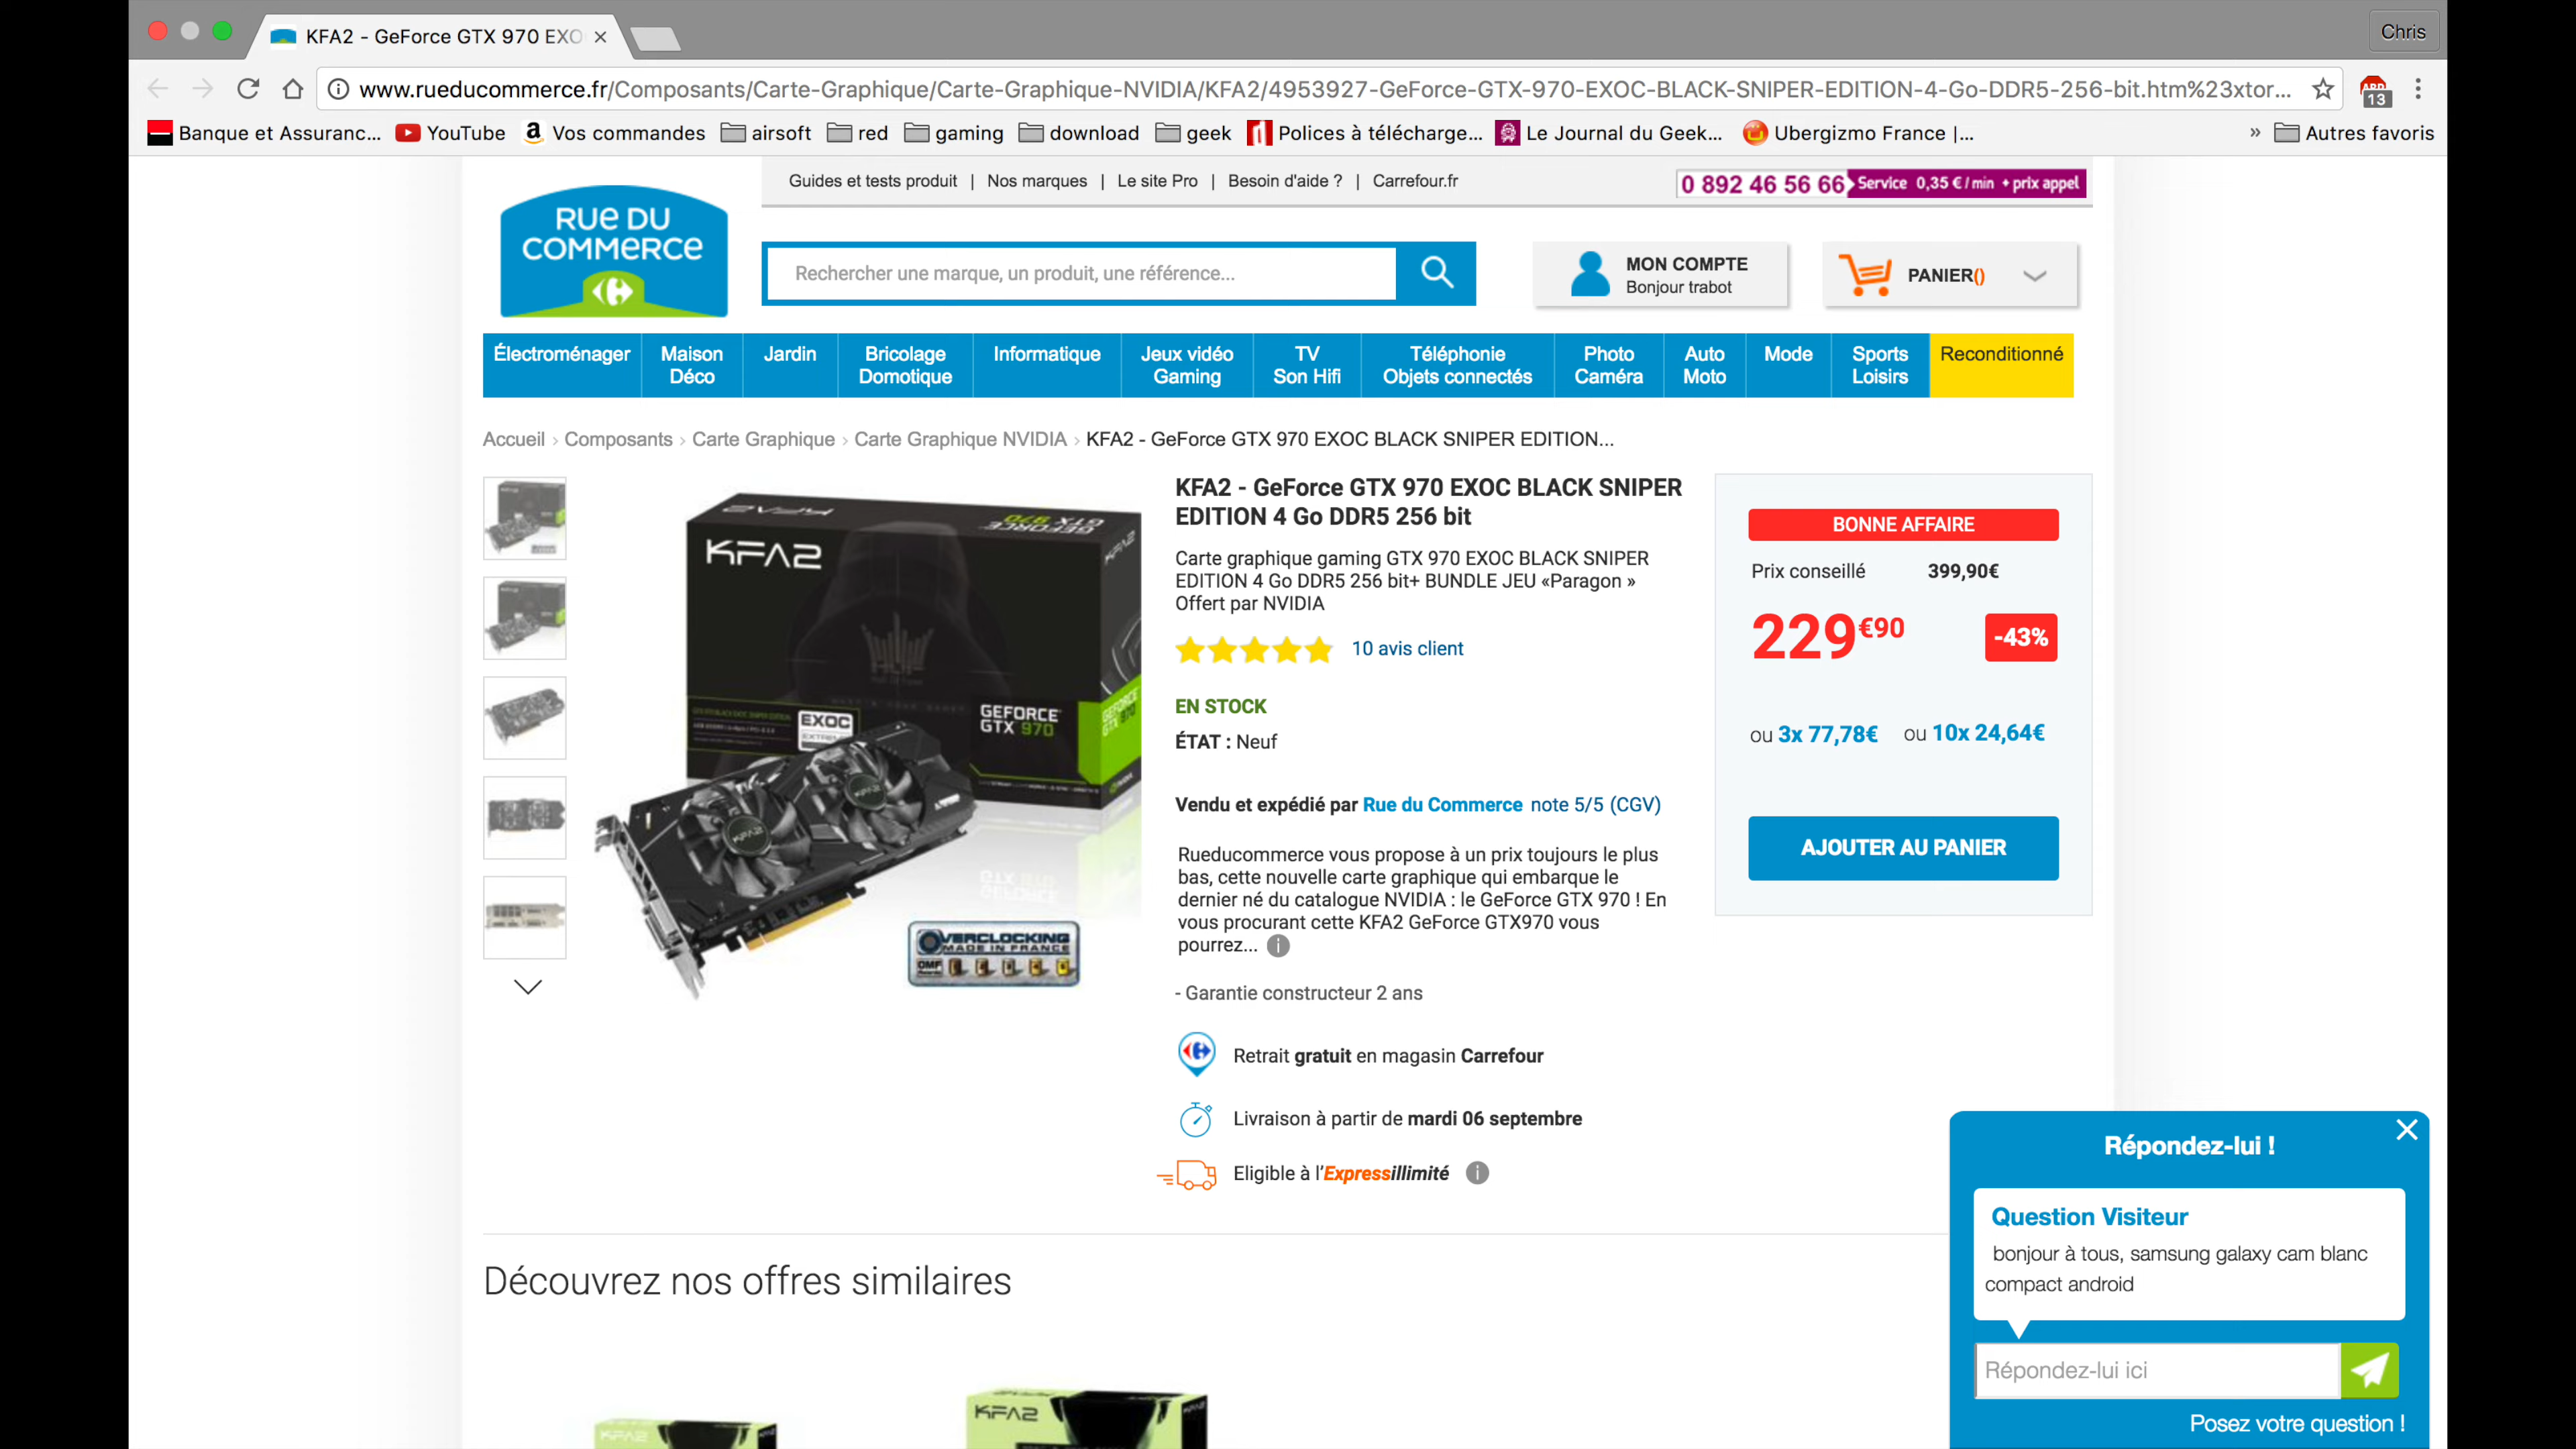 KFA2 - GeForce GTX 970 EXO
Chris
www.rueducommerce.fr/Composants/Carte-Graphique/Carte-Graphique-NVIDIA/KFA2/4953927-GeForce-GTX-970-EXOC-BLACK-SNIPER-EDITION-4-Go-DDR5-256-bit.htm%23xtor...
13
Banque et Assuranc... YouTube Vos commandes airsoft red gaming download geek Polices à télécharge... Le Journal du Geek... Ubergizmo France |... » Autres favoris
Guides et tests produit | Nos marques | Le site Pro | Besoin d'aide ? | Carrefour.fr
0 892 46 56 66 Service 0,35 € / min + prix appel
RUE DU
COMMERCE
Rechercher une marque, un produit, une référence...
MON COMPTE
Bonjour trabot
PANIER()
Électroménager
Maison
Déco
Jardin
Bricolage
Domotique
Informatique
Jeux vidéo
Gaming
TV
Son Hifi
Téléphonie
Objets connectés
Photo
Caméra
Auto
Moto
Mode
Sports
Loisirs
Reconditionné
Accueil › Composants › Carte Graphique › Carte Graphique NVIDIA › KFA2 - GeForce GTX 970 EXOC BLACK SNIPER EDITION...
KFA2
EXOC
GEFORCE
GTX 970
OVERCLOCKING
MADE IN FRANCE
KFA2 - GeForce GTX 970 EXOC BLACK SNIPER
EDITION 4 Go DDR5 256 bit
Carte graphique gaming GTX 970 EXOC BLACK SNIPER
EDITION 4 Go DDR5 256 bit+ BUNDLE JEU «Paragon »
Offert par NVIDIA
10 avis client
EN STOCK
ÉTAT : Neuf
Vendu et expédié par Rue du Commerce note 5/5 (CGV)
Rueducommerce vous propose à un prix toujours le plus
bas, cette nouvelle carte graphique qui embarque le
dernier né du catalogue NVIDIA : le GeForce GTX 970 ! En
vous procurant cette KFA2 GeForce GTX970 vous
pourrez...
- Garantie constructeur 2 ans
Retrait gratuit en magasin Carrefour
Livraison à partir de mardi 06 septembre
Eligible à l'Expressillimité
BONNE AFFAIRE
Prix conseillé 399,90€
229€90 -43%
ou 3x 77,78€ ou 10x 24,64€
AJOUTER AU PANIER
Découvrez nos offres similaires
KFA2
KFA2
Répondez-lui !
Question Visiteur
bonjour à tous, samsung galaxy cam blanc
compact android
Répondez-lui ici
Posez votre question !